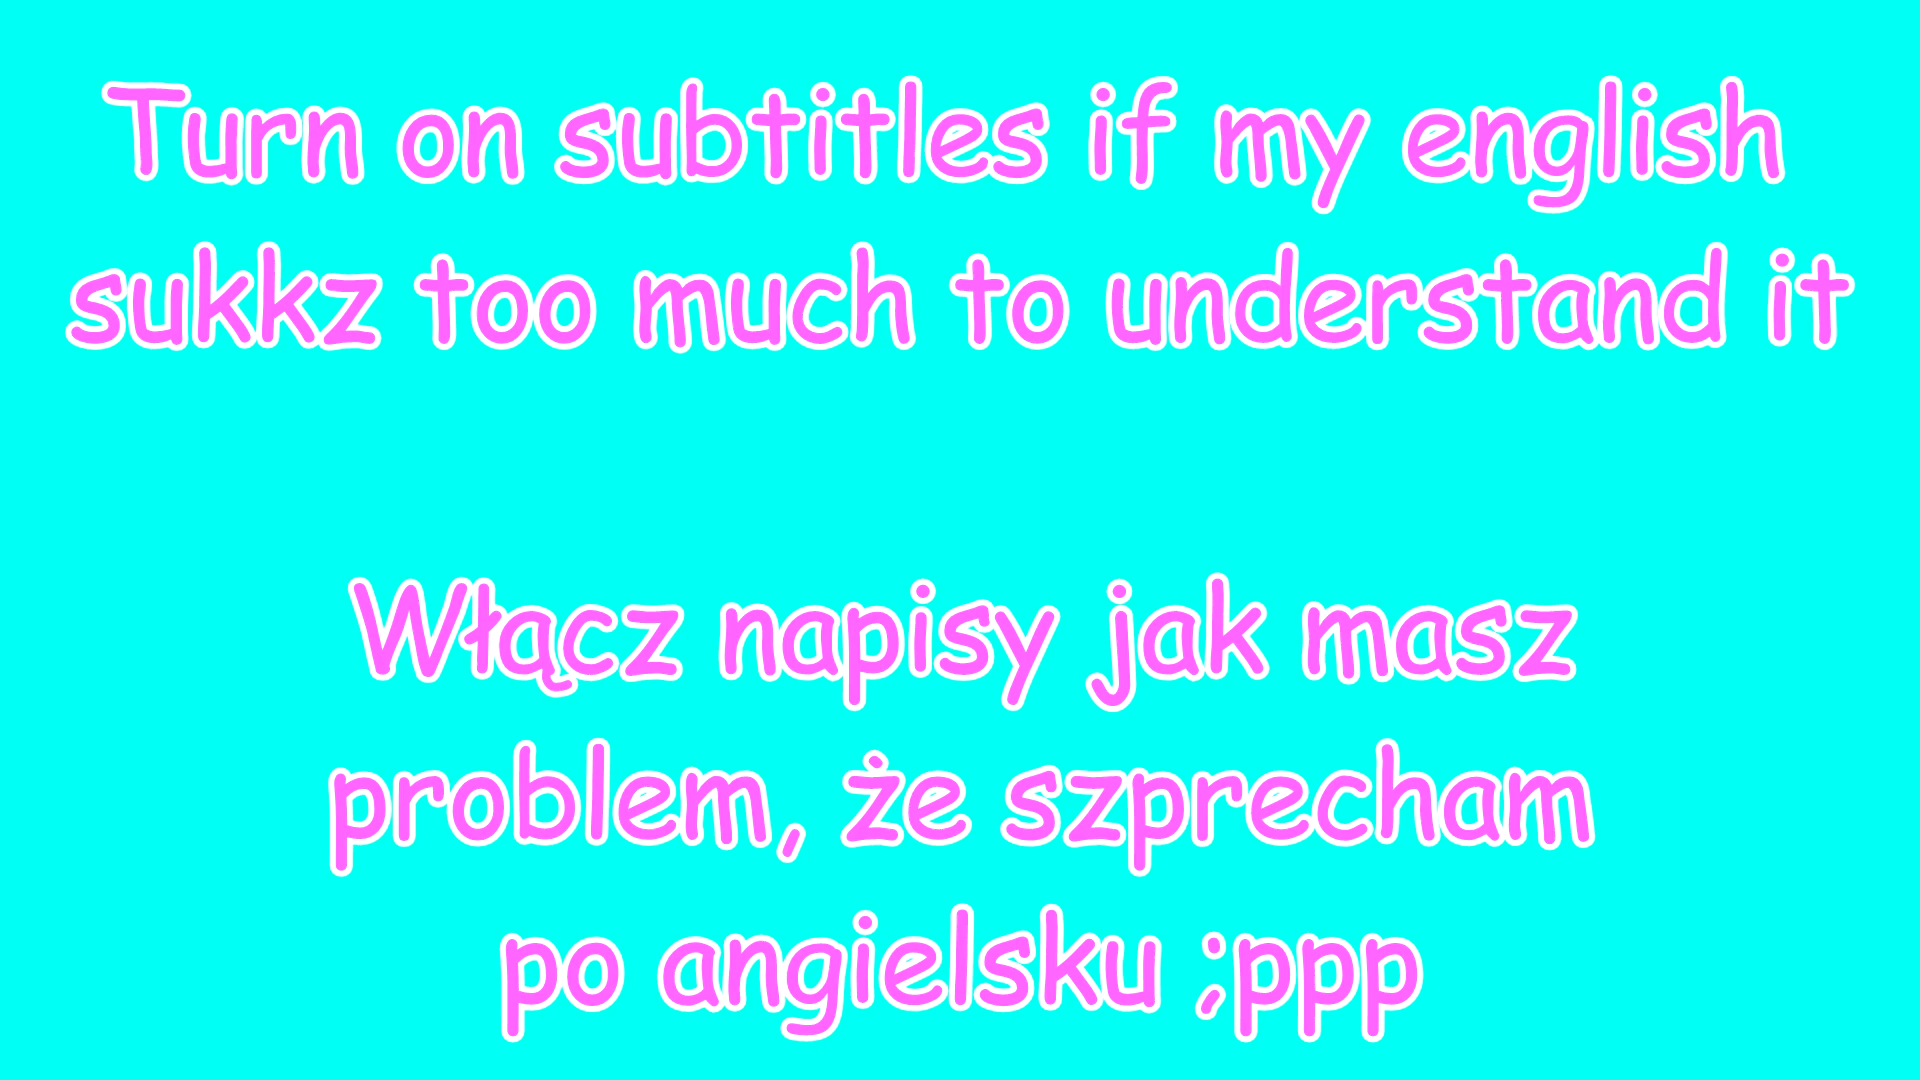 Turn on subtitles if my english
sukkz too much to understand it
Włącz napisy jak masz
problem, że szprecham
po angielsku ;ppp